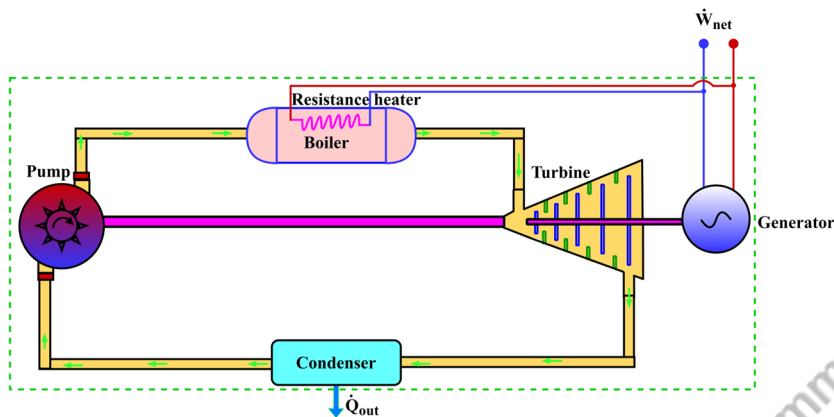 Ẇnet
Resistance heater
Boiler
Pump
Turbine
Generator
Condenser
Q̇out